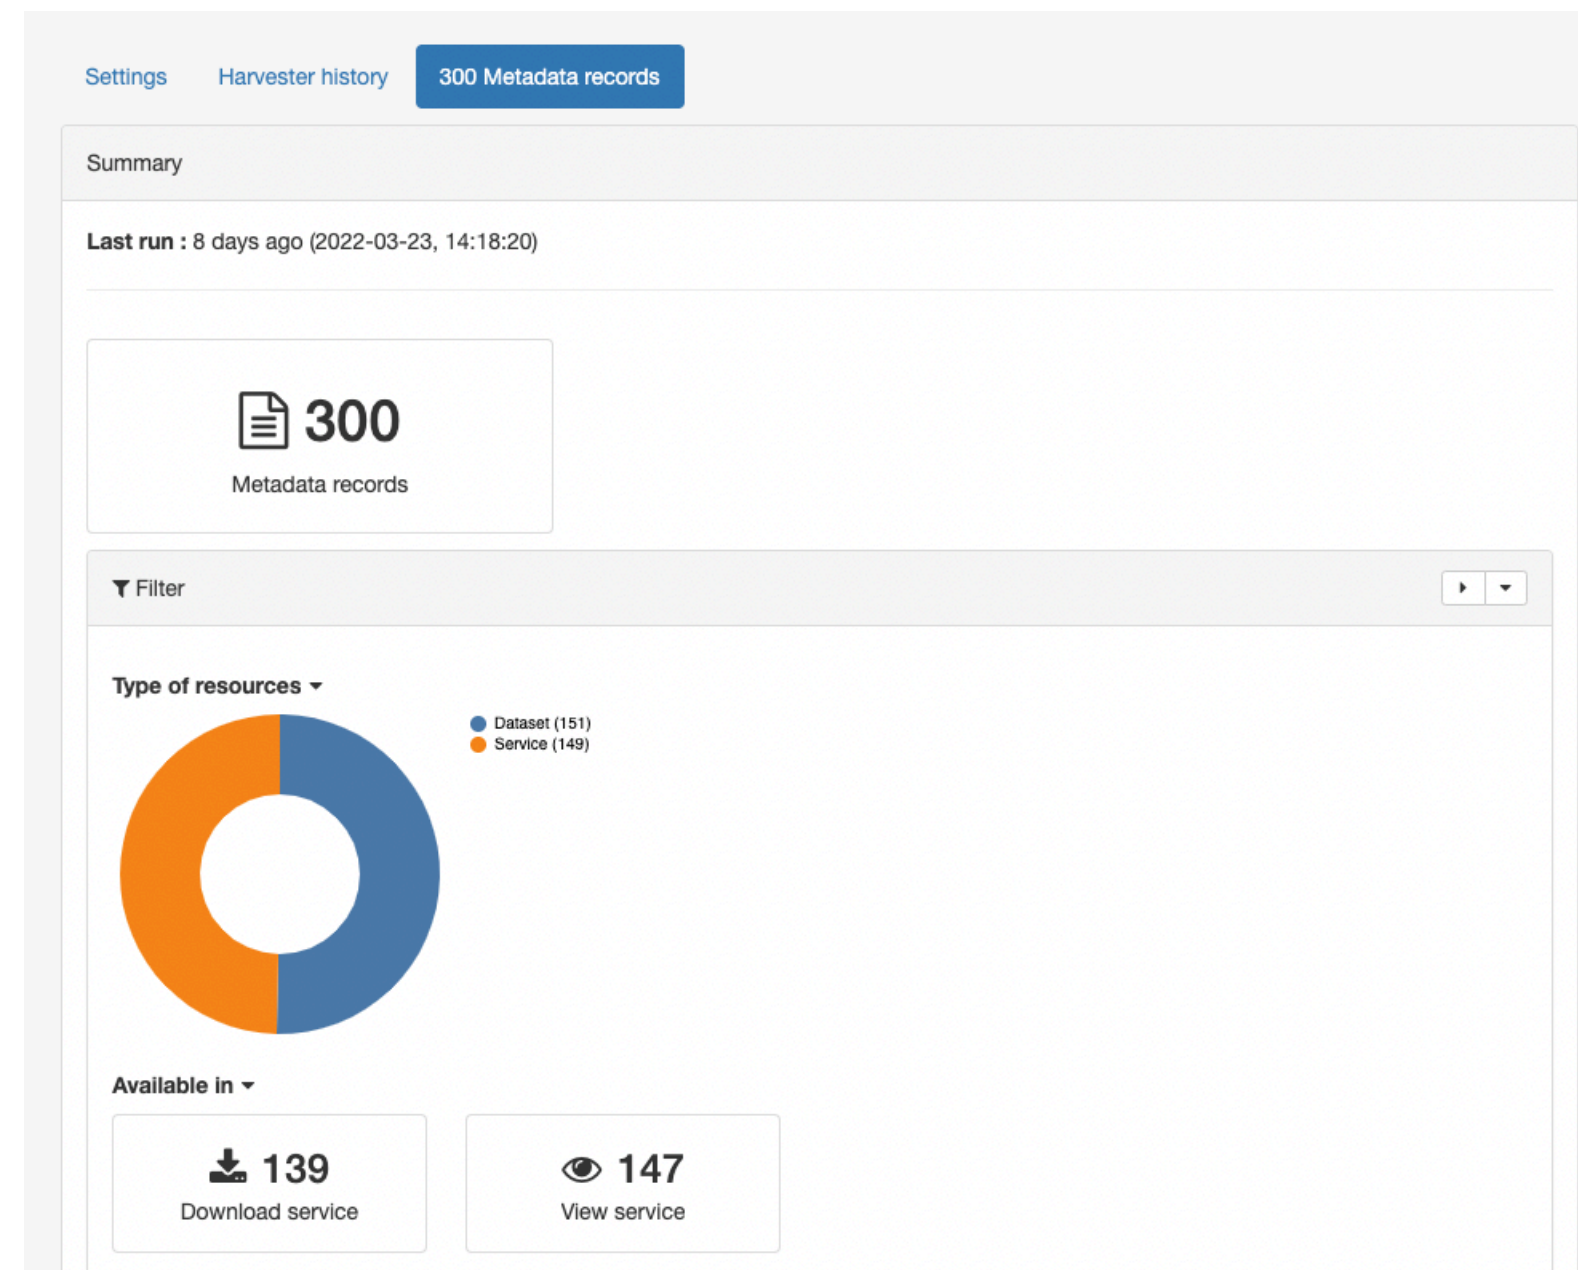 Settings Harvester history 300 Metadata records
Summary
Last run : 8 days ago (2022-03-23, 14:18:20)
300
Metadata records
Filter
Type of resources
Dataset (151)
Service (149)
Available in
139
Download service
147
View service